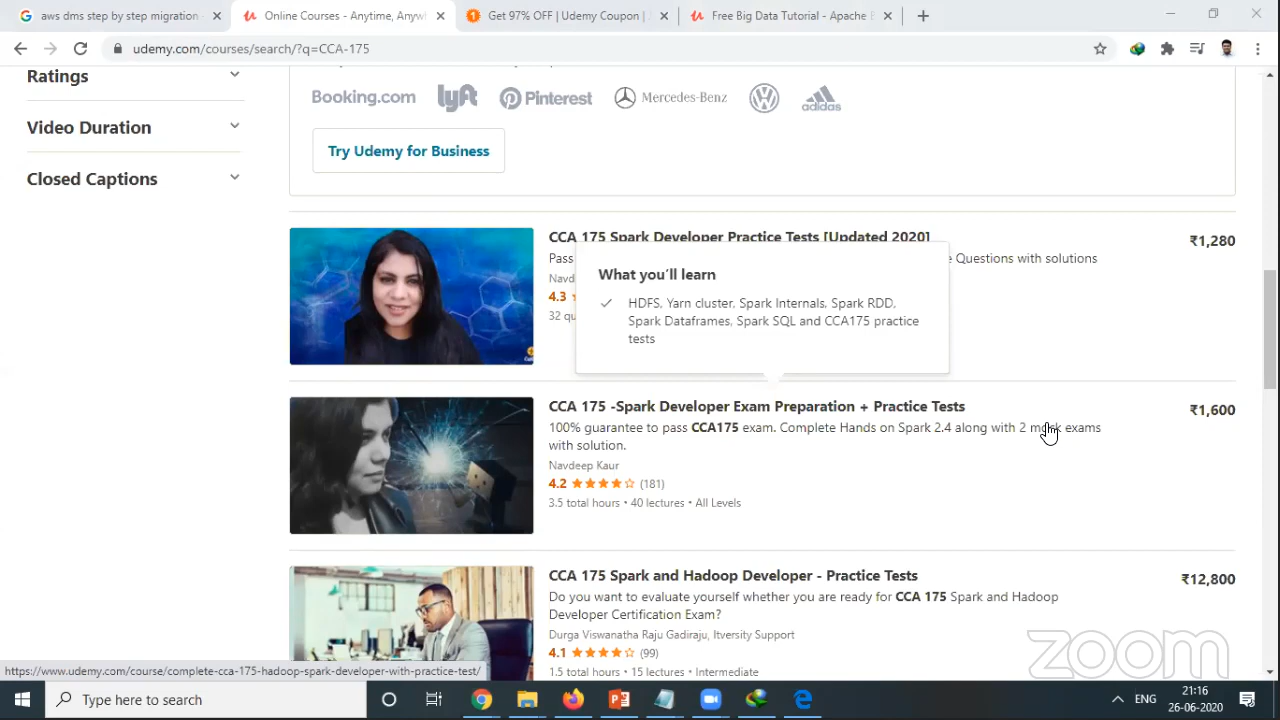 aws dms step by step migration
Online Courses - Anytime, Anyw
Get 97% OFF | Udemy Coupon |
Free Big Data Tutorial - Apache
udemy.com/courses/search/?q=CCA-175
Ratings
Video Duration
Closed Captions
Booking.com
lyft
Pinterest
Mercedes-Benz
adidas
Try Udemy for Business
CCA 175 Spark Developer Practice Tests [Updated 2020]
₹1,280
Pass
e Questions with solutions
Navd
4.3
32 qu
What you'll learn
HDFS, Yarn cluster, Spark Internals, Spark RDD,
Spark Dataframes, Spark SQL and CCA175 practice
tests
CCA 175 -Spark Developer Exam Preparation + Practice Tests
₹1,600
100% guarantee to pass CCA175 exam. Complete Hands on Spark 2.4 along with 2 mock exams
with solution.
Navdeep Kaur
4.2
(181)
3.5 total hours • 40 lectures • All Levels
CCA 175 Spark and Hadoop Developer - Practice Tests
₹12,800
Do you want to evaluate yourself whether you are ready for CCA 175 Spark and Hadoop
Developer Certification Exam?
Durga Viswanatha Raju Gadiraju, Itversity Support
4.1
(99)
1.5 total hours • 15 lectures • Intermediate
zoom
https://www.udemy.com/course/complete-cca-175-hadoop-spark-developer-with-practice-test/
Type here to search
ENG
21:16
26-06-2020